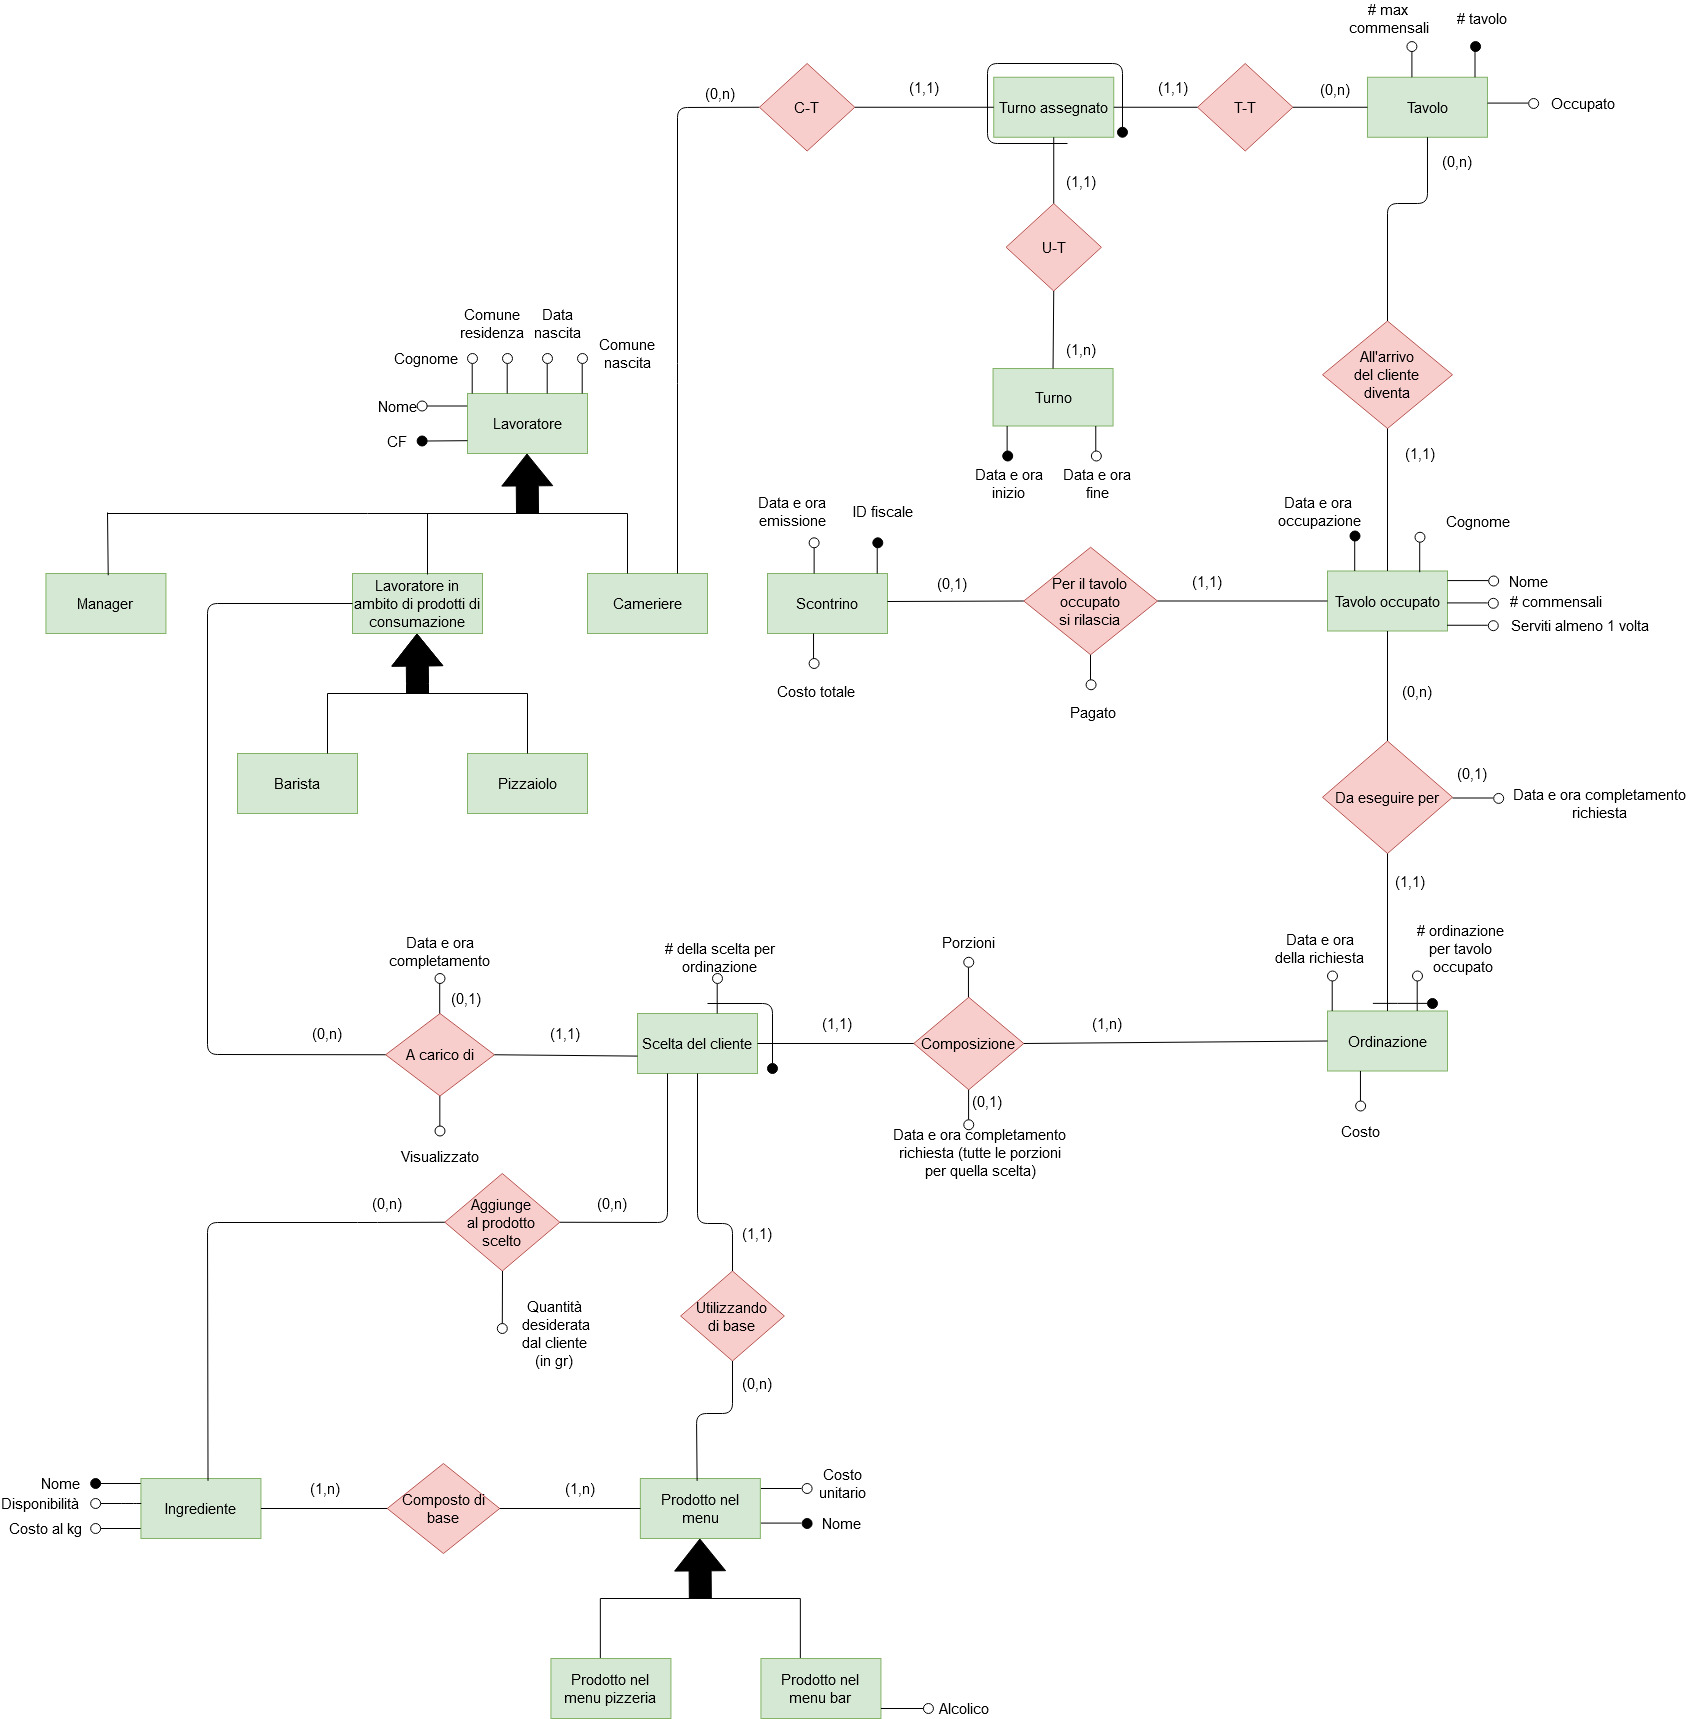 # max
commensali
# tavolo
(0,n)
C-T
(1,1)
Turno assegnato
(1,1)
T-T
(0,n)
Tavolo
Occupato
(0,n)
(1,1)
U-T
(1,n)
Turno
Data e ora
inizio
Data e ora
fine
All'arrivo
del cliente
diventa
(1,1)
Comune
residenza
Data
nascita
Comune
nascita
Cognome
Nome
CF
Lavoratore
Manager
Lavoratore in
ambito di prodotti di
consumazione
Cameriere
Barista
Pizzaiolo
Data e ora
emissione
ID fiscale
Scontrino
Costo totale
(0,1)
Per il tavolo
occupato
si rilascia
Pagato
(1,1)
Data e ora
occupazione
Cognome
Tavolo occupato
Nome
# commensali
Serviti almeno 1 volta
(0,n)
Da eseguire per
(0,1)
Data e ora completamento
richiesta
(1,1)
Data e ora
della richiesta
# ordinazione
per tavolo
occupato
Ordinazione
Costo
Data e ora
completamento
(0,1)
(0,n)
A carico di
(1,1)
Visualizzato
# della scelta per
ordinazione
Scelta del cliente
(1,1)
Porzioni
Composizione
(1,n)
(0,1)
Data e ora completamento
richiesta (tutte le porzioni
per quella scelta)
(0,n)
Aggiunge
al prodotto
scelto
(0,n)
Quantità
desiderata
dal cliente
(in gr)
(1,1)
Utilizzando
di base
(0,n)
Nome
Disponibilità
Costo al kg
Ingrediente
(1,n)
Composto di
base
(1,n)
Prodotto nel
menu
Costo
unitario
Nome
Prodotto nel
menu pizzeria
Prodotto nel
menu bar
Alcolico